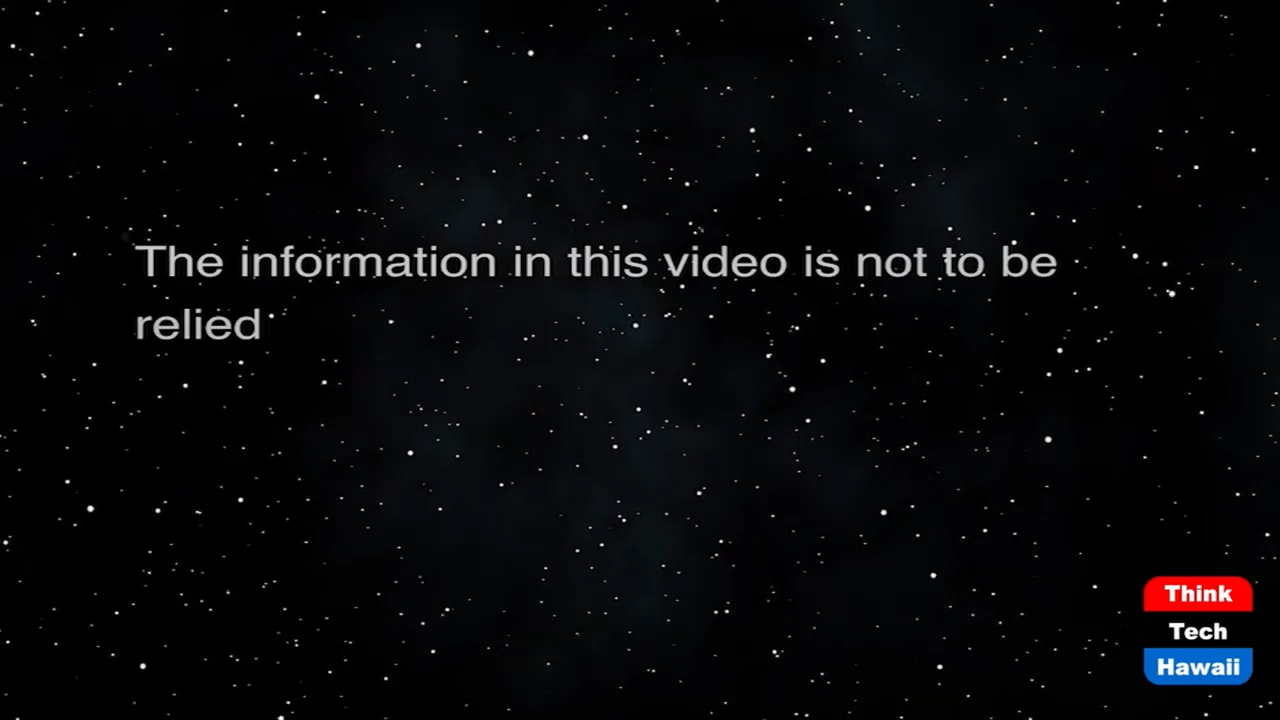 The information in this video is not to be
relied
Think
Tech
Hawaii